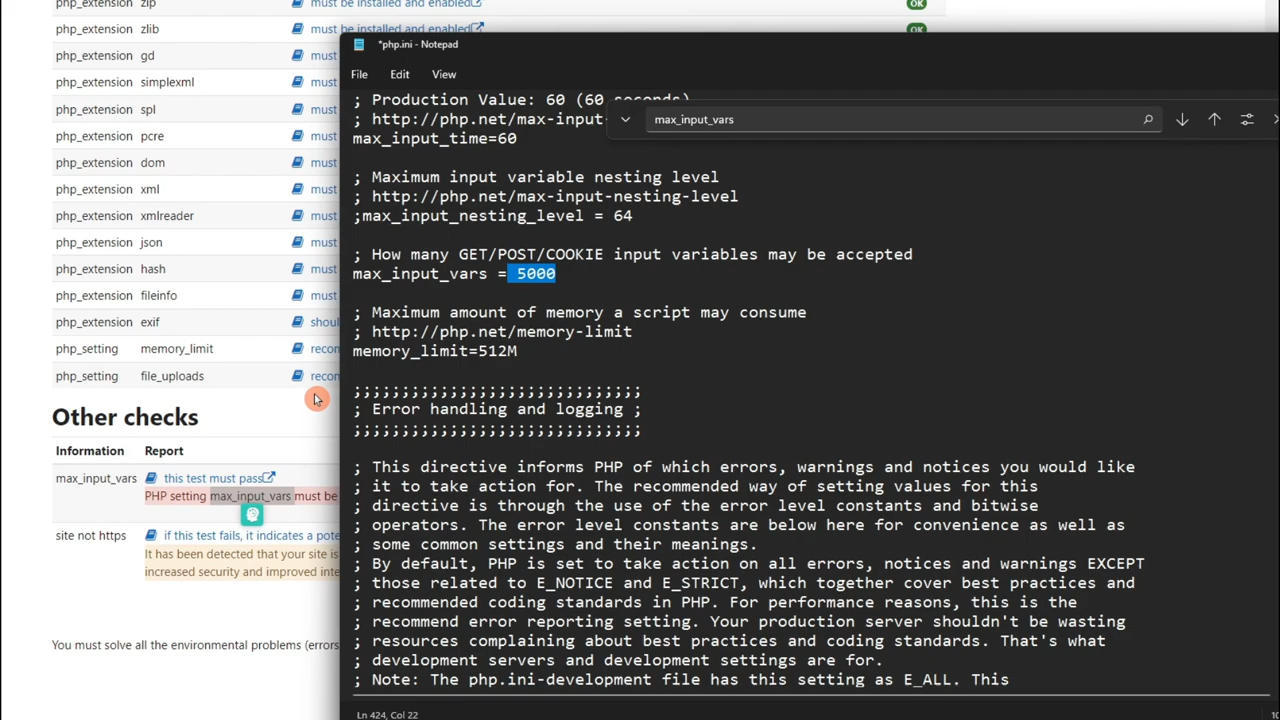 php_extension zip must be installed and enabled OK
php_extension zlib must be installed and enabled OK
php_extension gd must
php_extension simplexml must
php_extension spl must
php_extension pcre must
php_extension dom must
php_extension xml must
php_extension xmlreader must
php_extension json must
php_extension hash must
php_extension fileinfo must
php_extension exif
php_setting memory_limit
php_setting file_uploads
Other checks
Information Report
max_input_vars this test must pass
PHP setting max_input_vars must be
site not https if this test fails, it indicates a
It has been detected that your site
increased security and improved
You must solve all the environmental problems (errors
*php.ini - Notepad
File Edit View
max_input_vars
; Production Value: 60 (60 seconds)
; http://php.net/max-input-
max_input_time=60
; Maximum input variable nesting level
; http://php.net/max-input-nesting-level
;max_input_nesting_level = 64
; How many GET/POST/COOKIE input variables may be accepted
max_input_vars = 5000
; Maximum amount of memory a script may consume
; http://php.net/memory-limit
memory_limit=512M
;;;;;;;;;;;;;;;;;;;;;;;;;;;;;;
; Error handling and logging ;
;;;;;;;;;;;;;;;;;;;;;;;;;;;;;;
; This directive informs PHP of which errors, warnings and notices you would like
; it to take action for. The recommended way of setting values for this
; directive is through the use of the error level constants and bitwise
; operators. The error level constants are below here for convenience as well as
; some common settings and their meanings.
; By default, PHP is set to take action on all errors, notices and warnings EXCEPT
; those related to E_NOTICE and E_STRICT, which together cover best practices and
; recommended coding standards in PHP. For performance reasons, this is the
; recommend error reporting setting. Your production server shouldn't be wasting
; resources complaining about best practices and coding standards. That's what
; development servers and development settings are for.
; Note: The php.ini-development file has this setting as E_ALL. This
Ln 424, Col 22